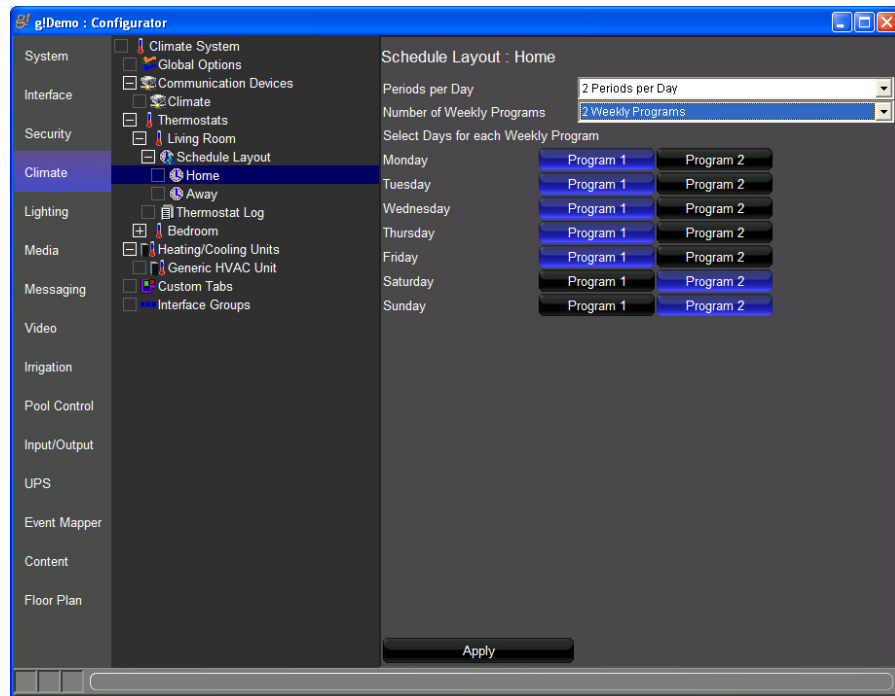 g! g!Demo : Configurator
System
Interface
Security
Climate
Lighting
Media
Messaging
Video
Irrigation
Pool Control
Input/Output
UPS
Event Mapper
Content
Floor Plan
Climate System
Global Options
Communication Devices
Climate
Thermostats
Living Room
Schedule Layout
Home
Away
Thermostat Log
Bedroom
Heating/Cooling Units
Generic HVAC Unit
Custom Tabs
Interface Groups
Schedule Layout : Home
Periods per Day 2 Periods per Day
Number of Weekly Programs 2 Weekly Programs
Select Days for each Weekly Program
Monday Program 1 Program 2
Tuesday Program 1 Program 2
Wednesday Program 1 Program 2
Thursday Program 1 Program 2
Friday Program 1 Program 2
Saturday Program 1 Program 2
Sunday Program 1 Program 2
Apply